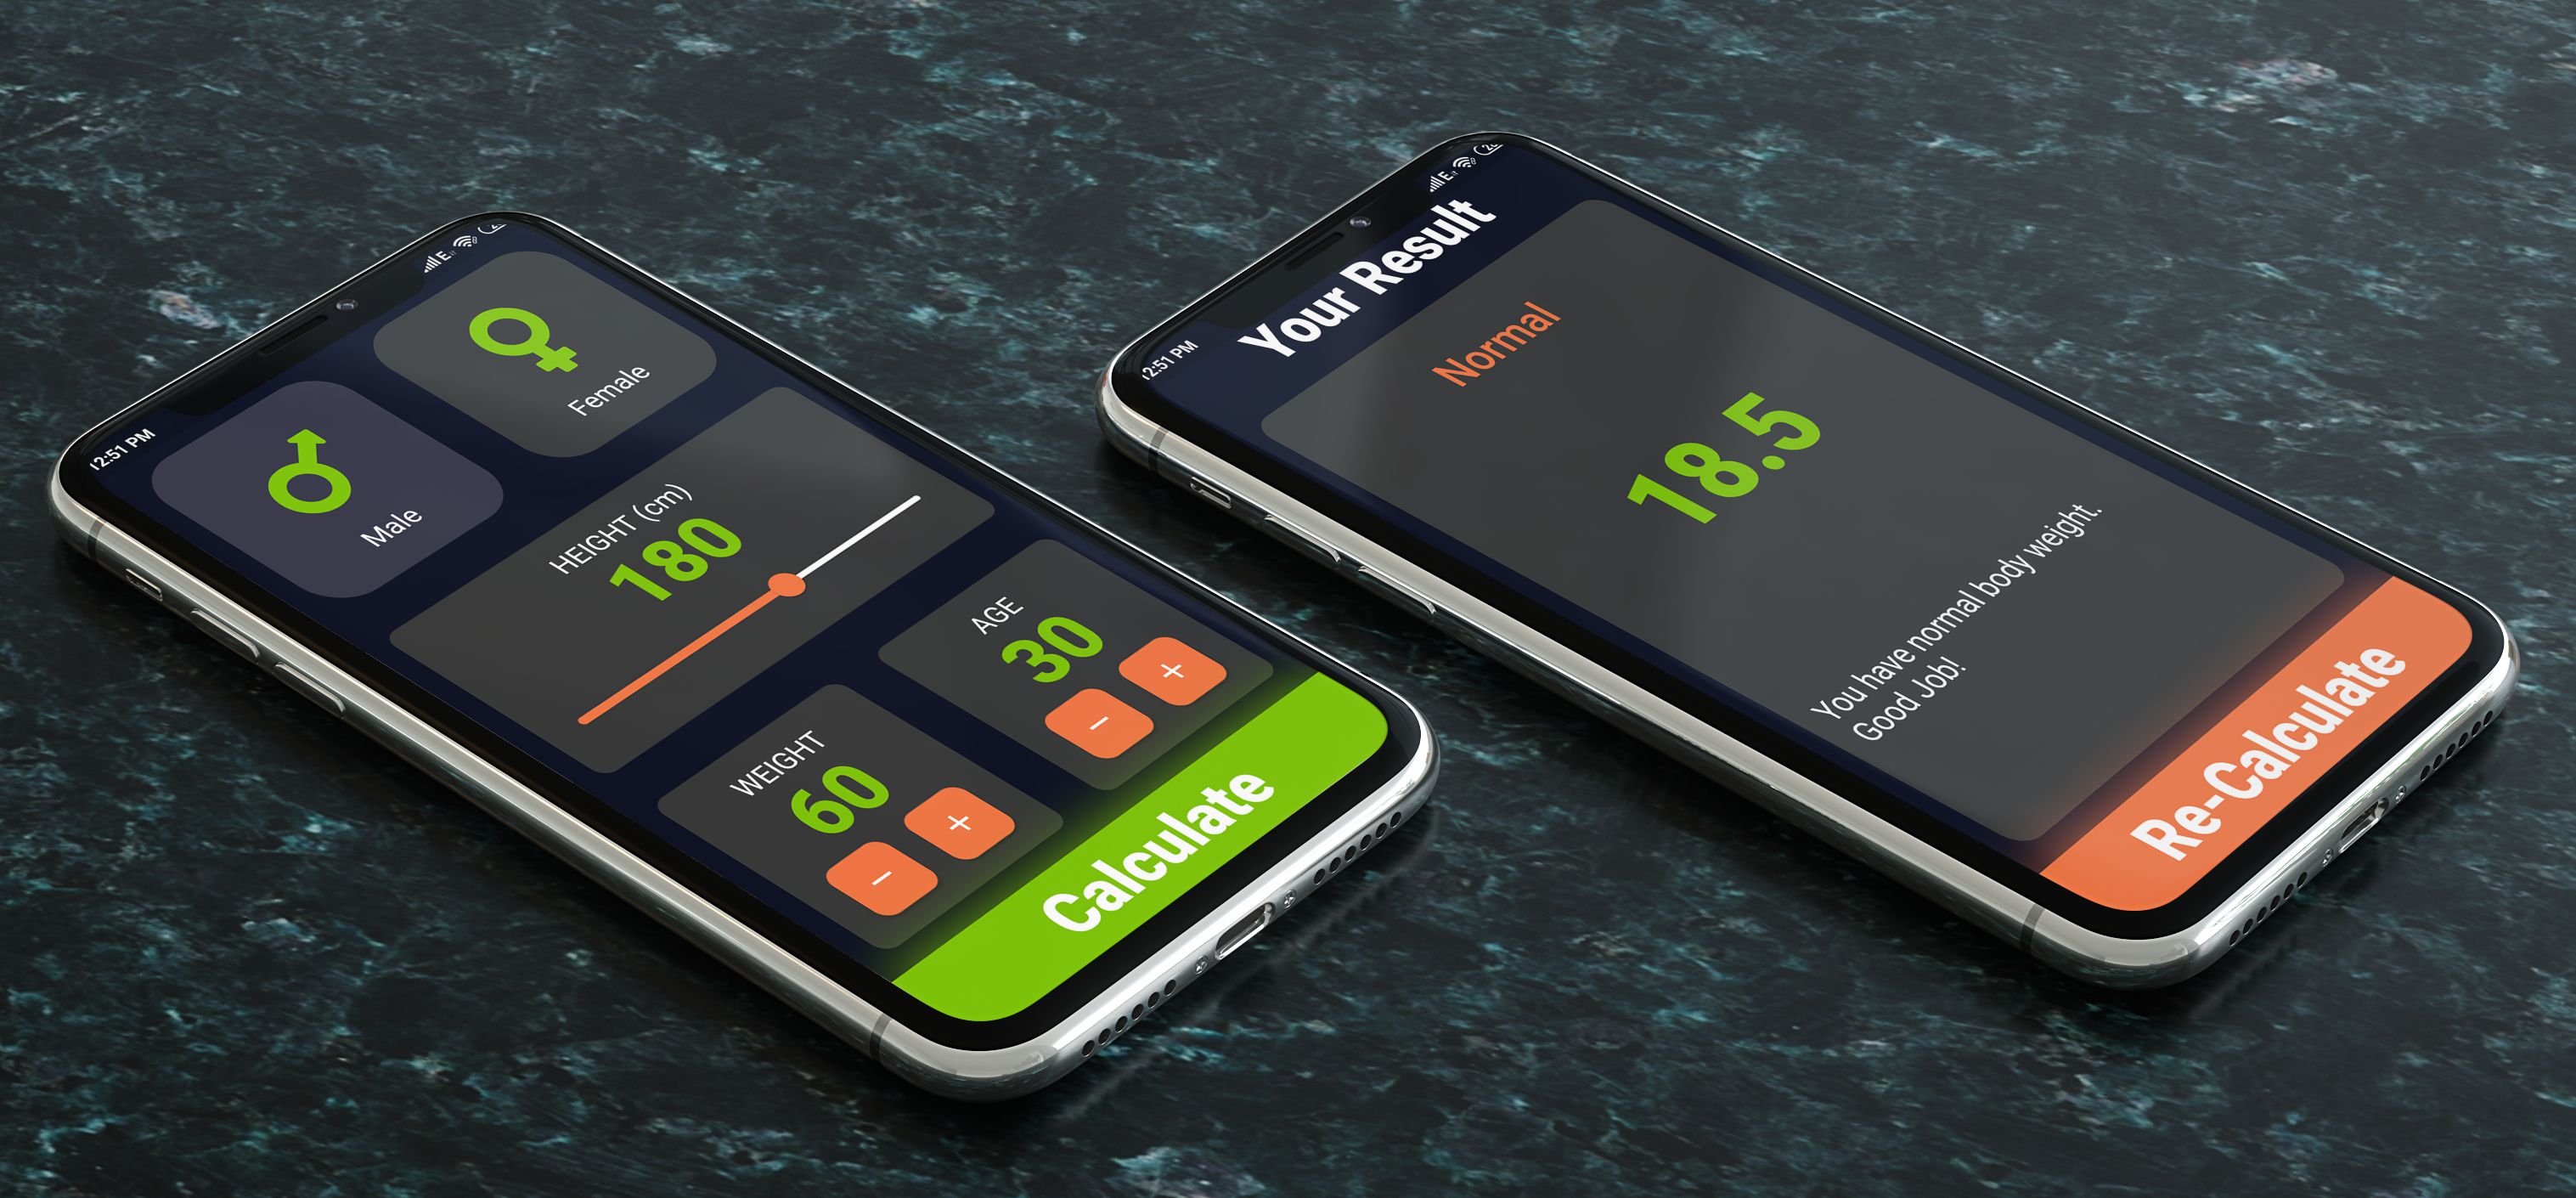 12:51 PM
E
Male
Female
HEIGHT (cm)
180
WEIGHT
60
−
+
AGE
30
−
+
Calculate
12:51 PM
E
Your Result
Normal
18.5
You have normal body weight.
Good Job!
Re-Calculate